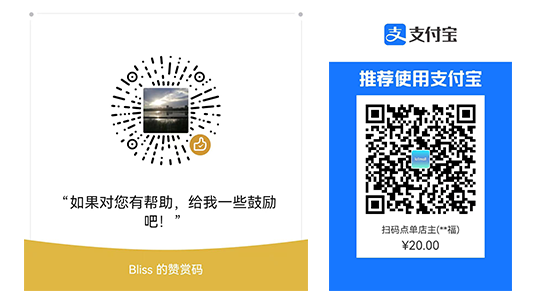 “如果对您有帮助，给我一些鼓励
吧！”
Bliss 的赞赏码
支付宝
推荐使用支付宝
扫码点单店主(**福)
¥20.00